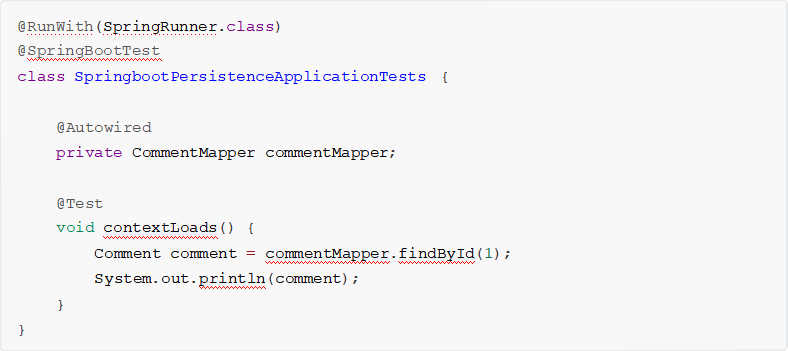 @RunWith(SpringRunner.class)
@SpringBootTest
class SpringbootPersistenceApplicationTests {
@Autowired
private CommentMapper commentMapper;
@Test
void contextLoads() {
Comment comment = commentMapper.findById(1);
System.out.println(comment);
}
}